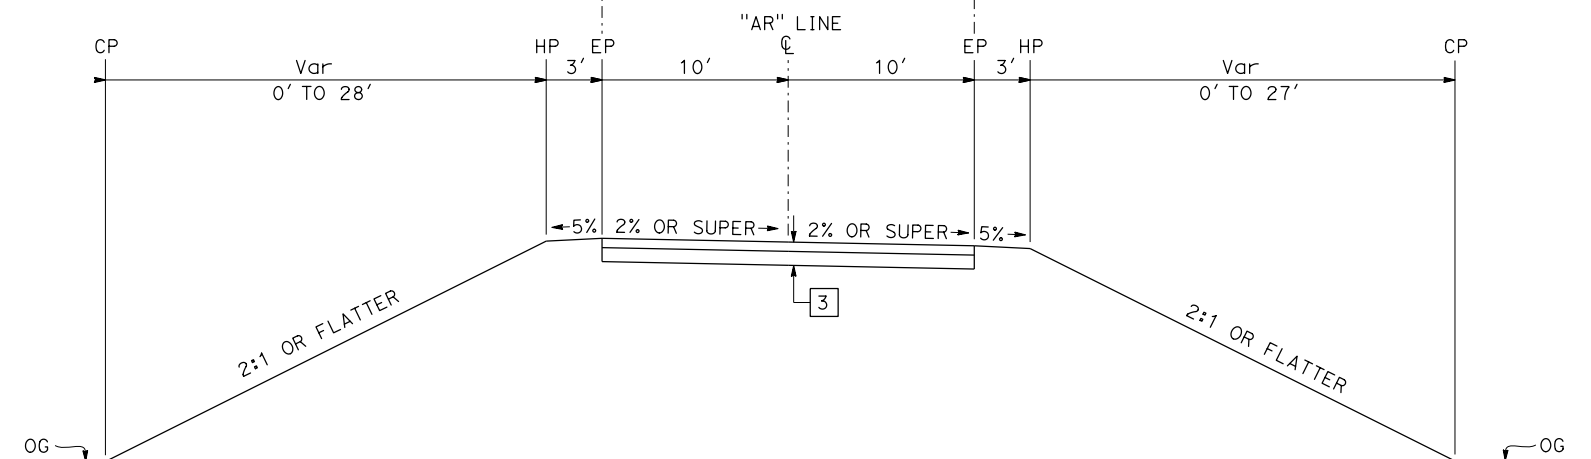 "AR" LINE
℄
CP HP EP EP HP CP
Var 3' 10' 10' 3' Var
0' TO 28' 0' TO 27'
5% 2% OR SUPER 2% OR SUPER 5%
3
2:1 OR FLATTER 2:1 OR FLATTER
OG OG